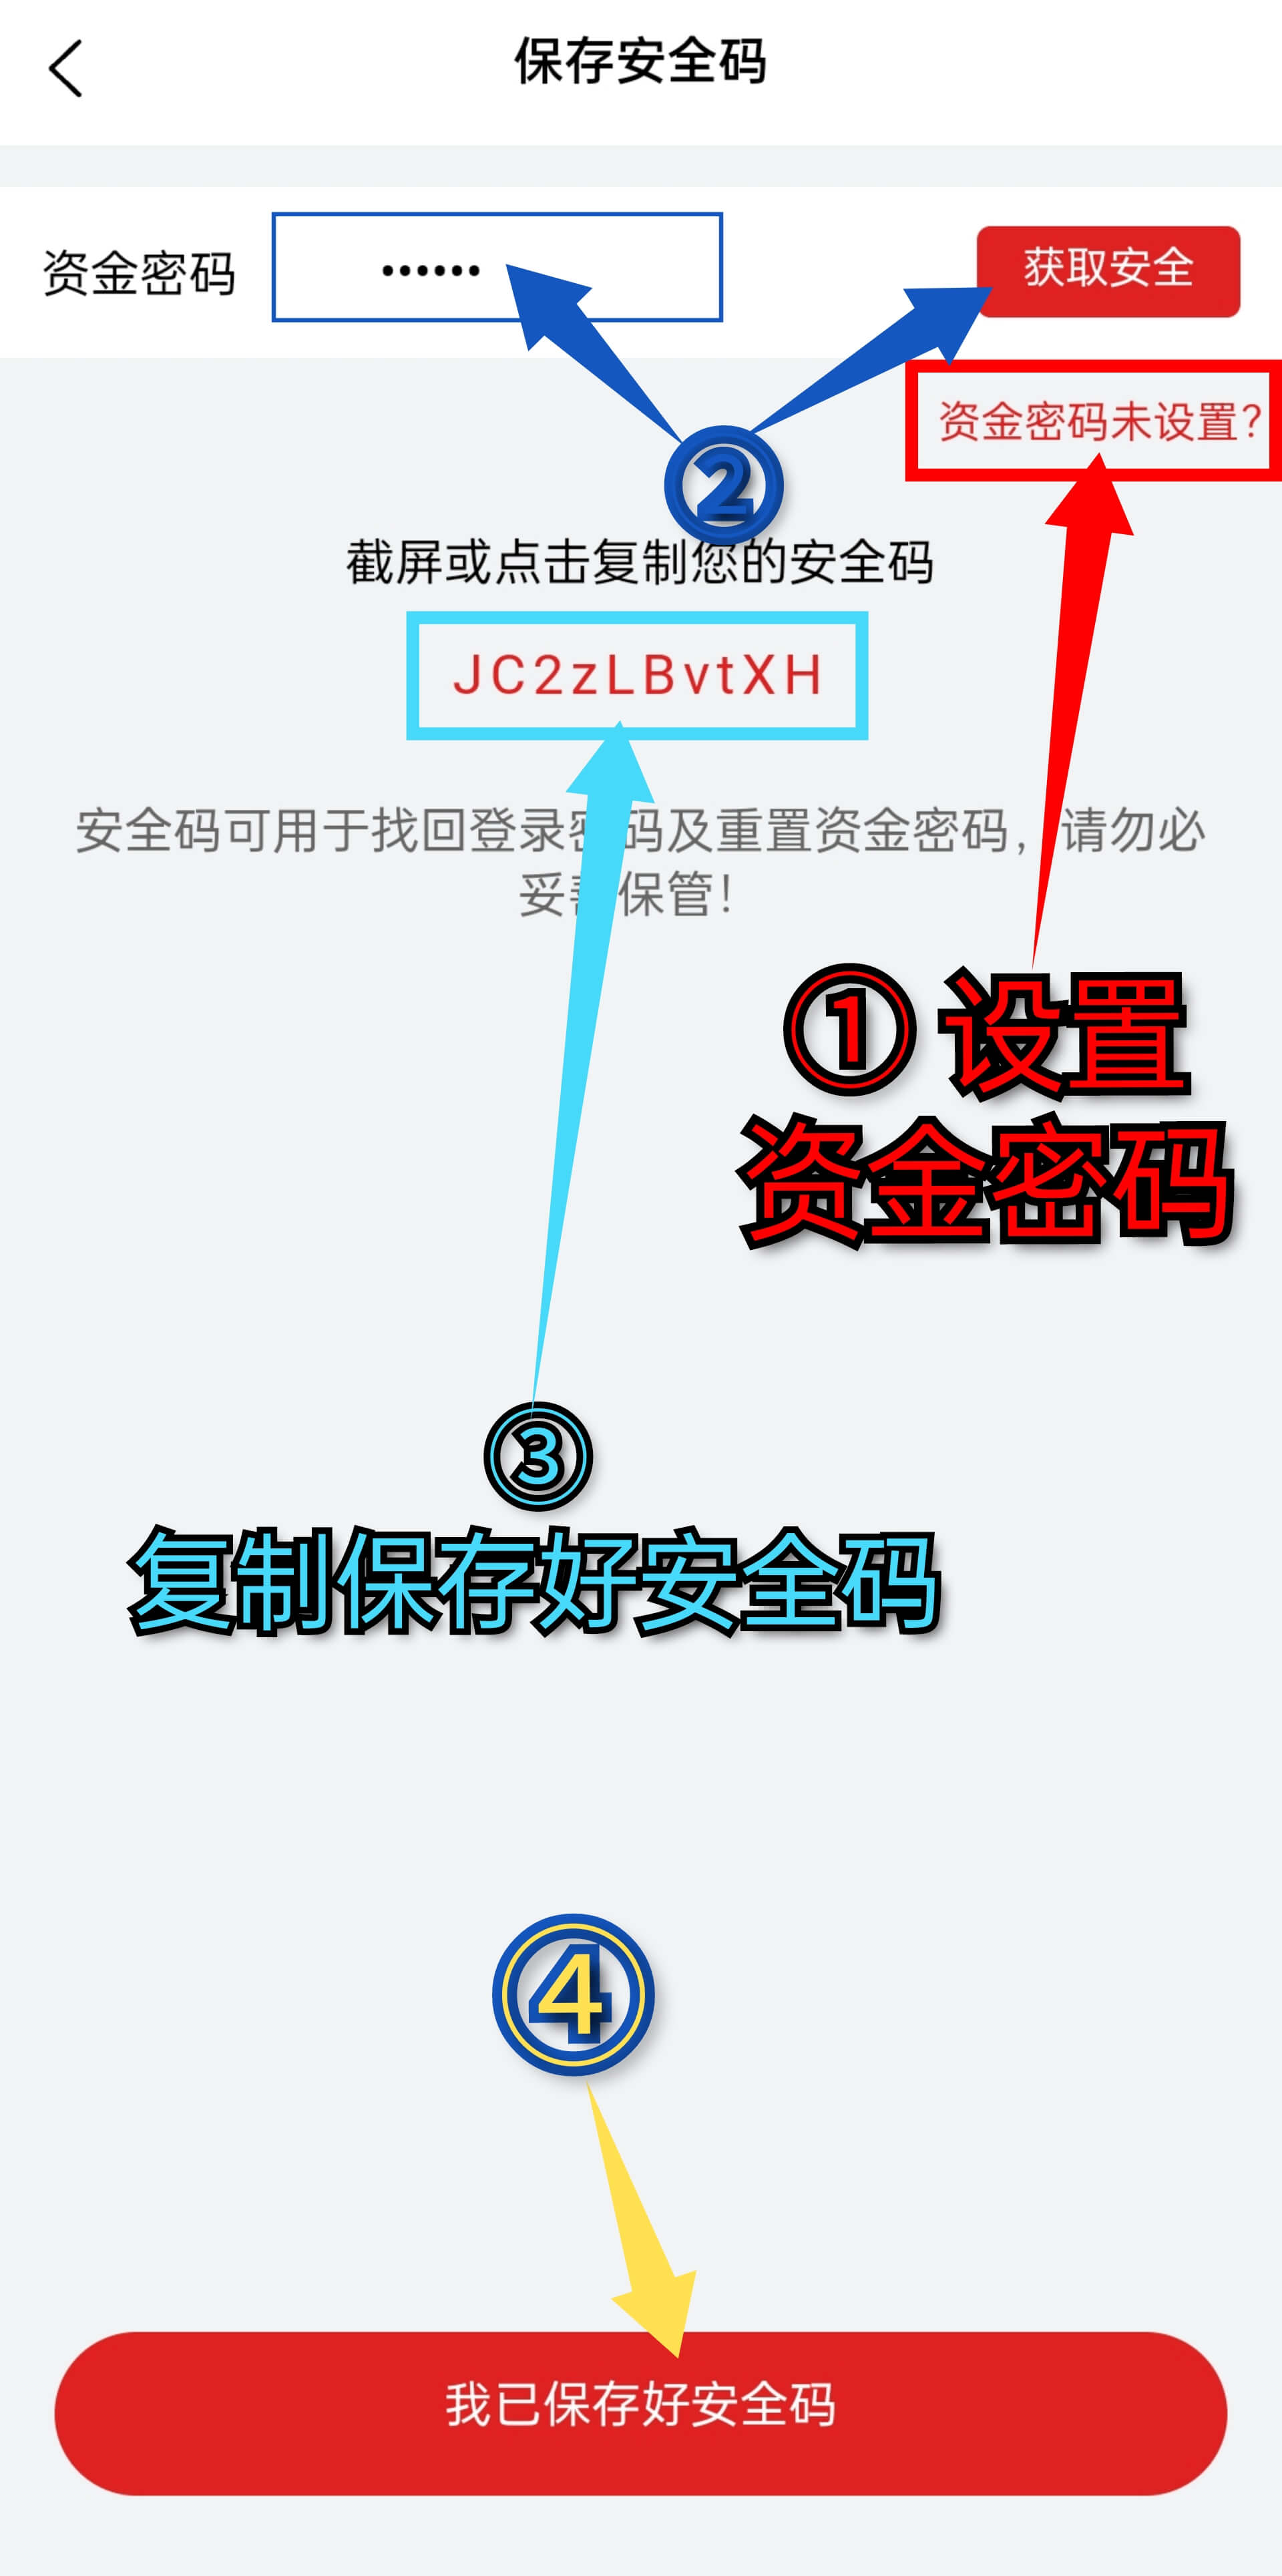 保存安全码
资金密码 •••••• 获取安全
资金密码未设置?
②
截屏或点击复制您的安全码
JC2zLBvtXH
安全码可用于找回登录密码及重置资金密码，请勿必
妥善保管!
① 设置
资金密码
③
复制保存好安全码
④
我已保存好安全码